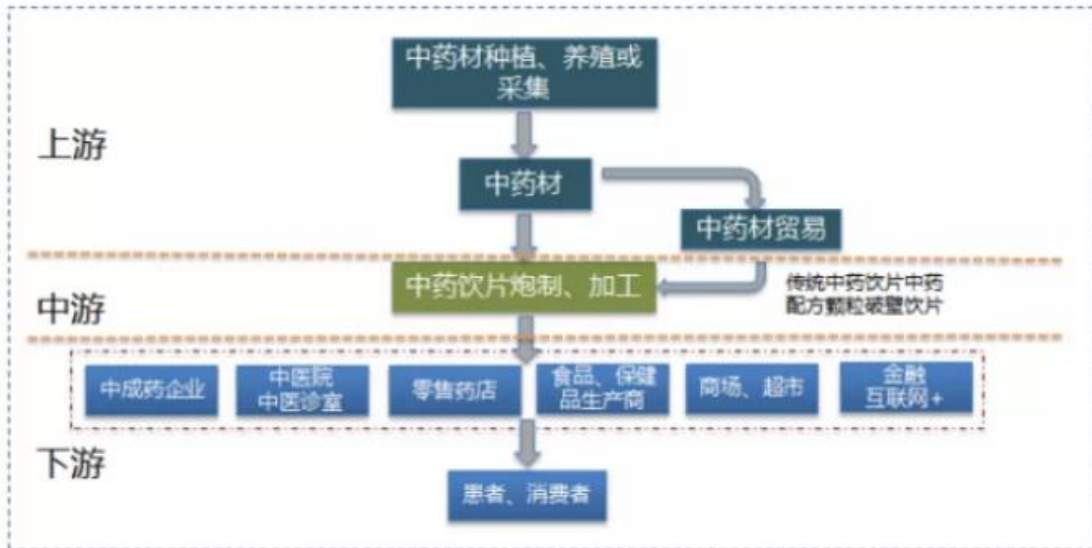 中药材种植、养殖或
采集
上游
中药材
中药材贸易
中药饮片炮制、加工
传统中药饮片中药
配方颗粒破壁饮片
中游
中成药企业
中医院
中医诊室
零售药店
食品、保健
品生产商
商场、超市
金融
互联网+
下游
患者、消费者